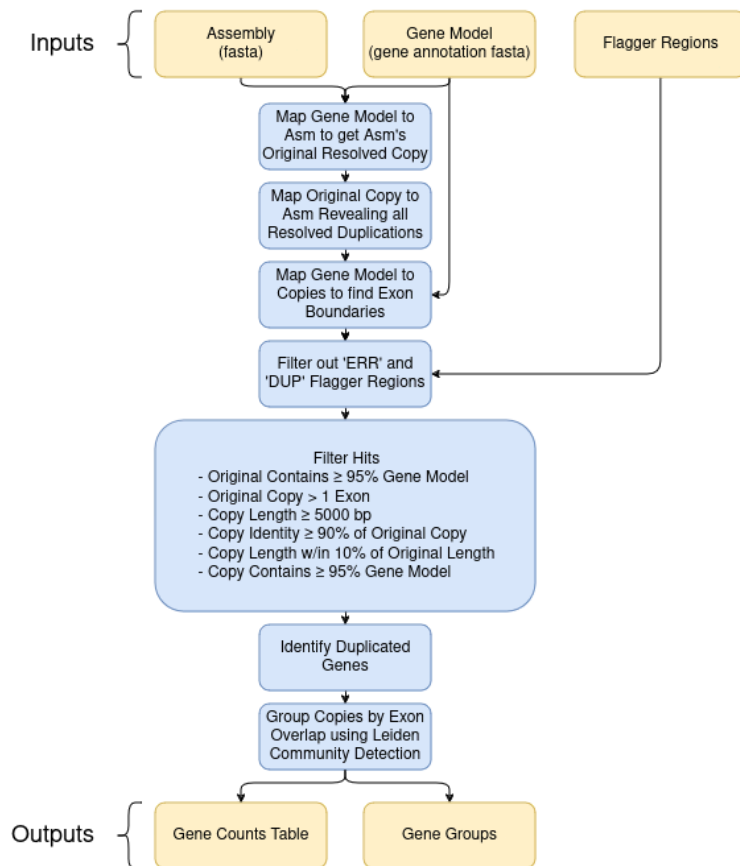 Inputs
Assembly
(fasta)
Gene Model
(gene annotation fasta)
Flagger Regions
Map Gene Model to
Asm to get Asm's
Original Resolved Copy
Map Original Copy to
Asm Revealing all
Resolved Duplications
Map Gene Model to
Copies to find Exon
Boundaries
Filter out 'ERR' and
'DUP' Flagger Regions
Filter Hits
- Original Contains ≥ 95% Gene Model
- Original Copy > 1 Exon
- Copy Length ≥ 5000 bp
- Copy Identity ≥ 90% of Original Copy
- Copy Length w/in 10% of Original Length
- Copy Contains ≥ 95% Gene Model
Identify Duplicated
Genes
Group Copies by Exon
Overlap using Leiden
Community Detection
Outputs
Gene Counts Table
Gene Groups